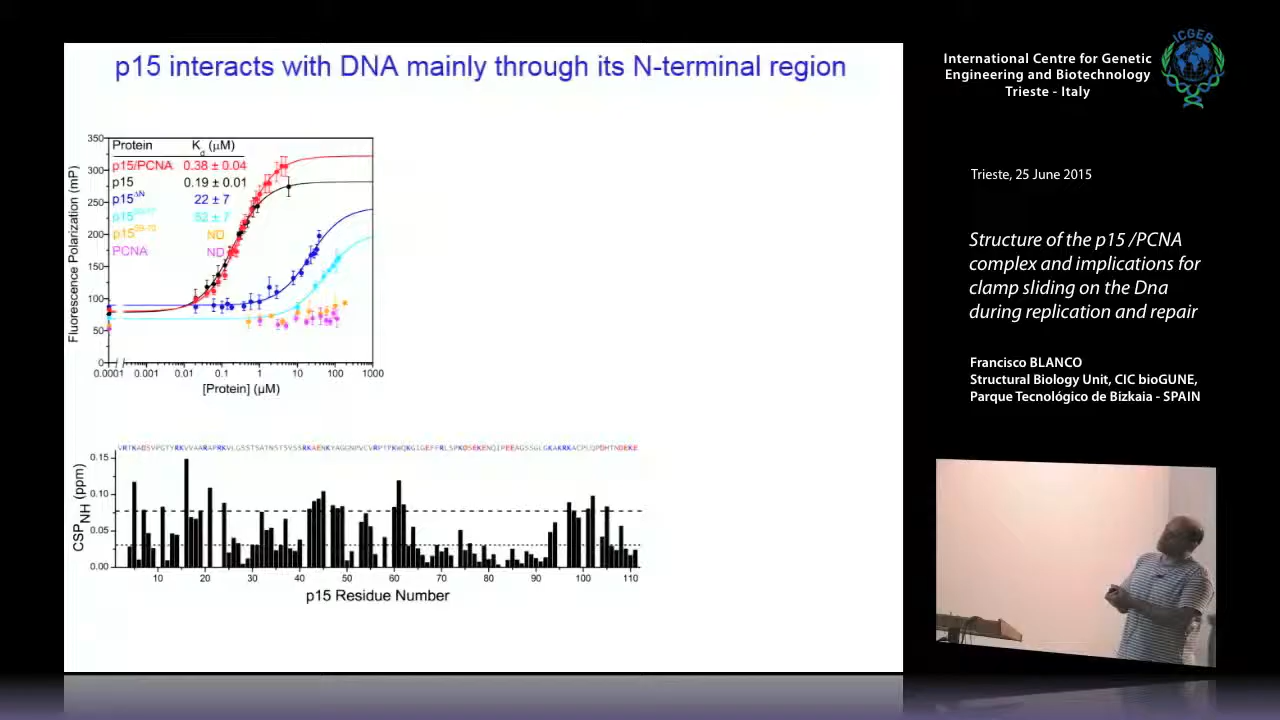 p15 interacts with DNA mainly through its N-terminal region
Protein Kd (μM)
p15/PCNA 0.38 ± 0.04
p15 0.19 ± 0.01
p15ΔN 22 ± 7
p15 52 ± 7
p15 ND
PCNA ND
350
300
250
200
150
100
50
0
Fluorescence Polarization (mP)
0.0001 0.001 0.01 0.1 1 10 100 1000
[Protein] (μM)
0.15
0.10
0.05
0.00
CSPNH (ppm)
10 20 30 40 50 60 70 80 90 100 110
p15 Residue Number
ICGEB
International Centre for Genetic
Engineering and Biotechnology
Trieste - Italy
Trieste, 25 June 2015
Structure of the p15 /PCNA
complex and implications for
clamp sliding on the Dna
during replication and repair
Francisco BLANCO
Structural Biology Unit, CIC bioGUNE,
Parque Tecnológico de Bizkaia - SPAIN